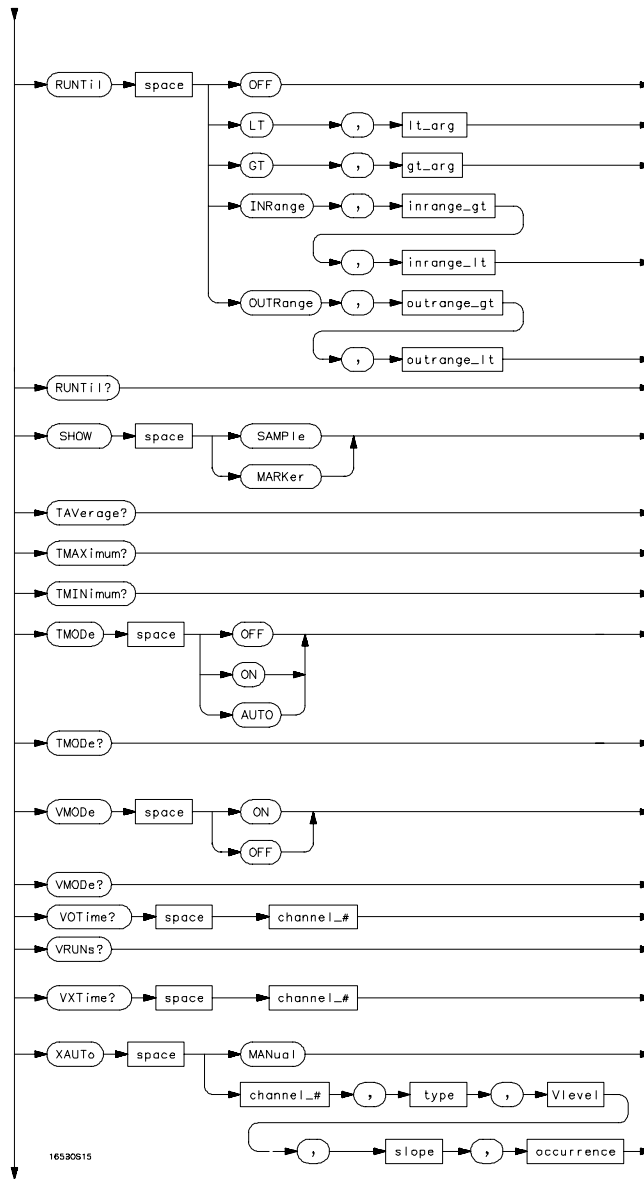 RUNTil space OFF
LT , lt_arg
GT , gt_arg
INRange , inrange_gt
, inrange_lt
OUTRange , outrange_gt
, outrange_lt
RUNTil?
SHOW space SAMPle
MARKer
TAVerage?
TMAXimum?
TMINimum?
TMODe space OFF
ON
AUTO
TMODe?
VMODe space ON
OFF
VMODe?
VOTime? space channel_#
VRUNs?
VXTime? space channel_#
XAUTo space MANual
channel_# , type , Vlevel
, slope , occurrence
16530S15